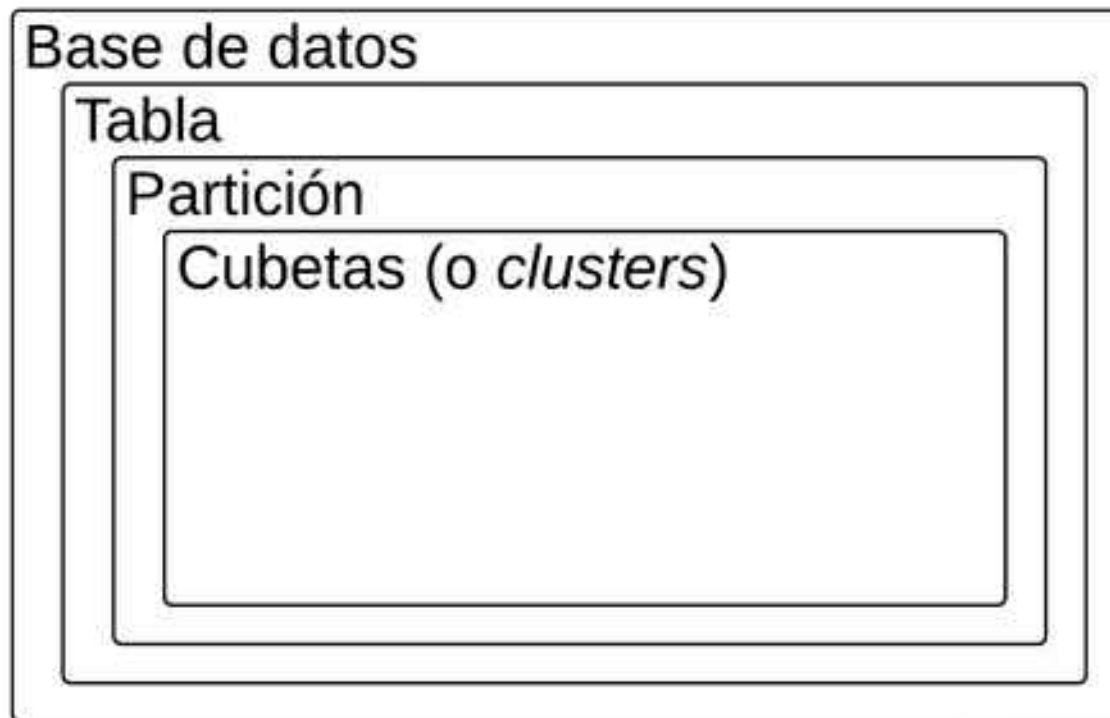 Base de datos
Tabla
Partición
Cubetas (o clusters)